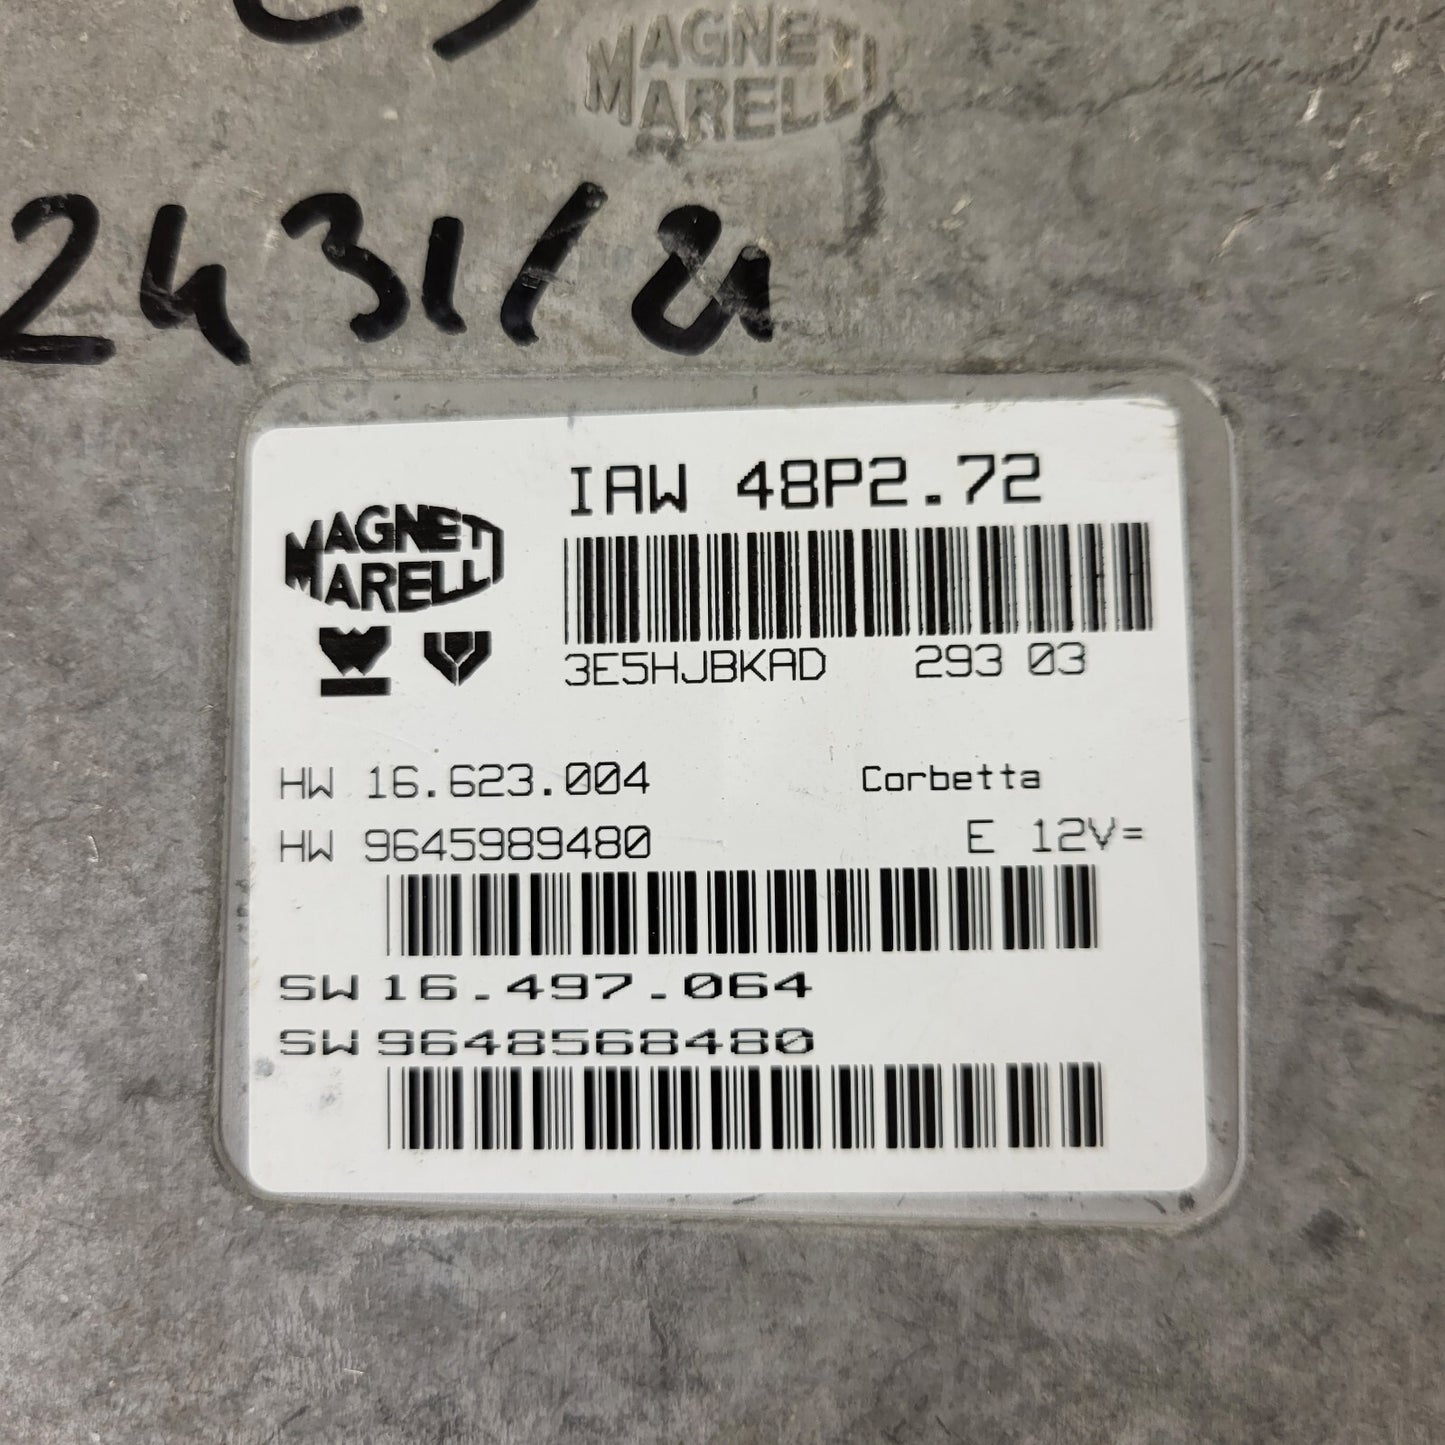 MAGNETI
MARELLI
2431/21
IAW 48P2.72
MAGNETI
MARELLI
3E5HJBKAD 293 03
HW 16.623.004 Corbetta
HW 9645989480 E 12V=
SW 16.497.064
SW 9648568480